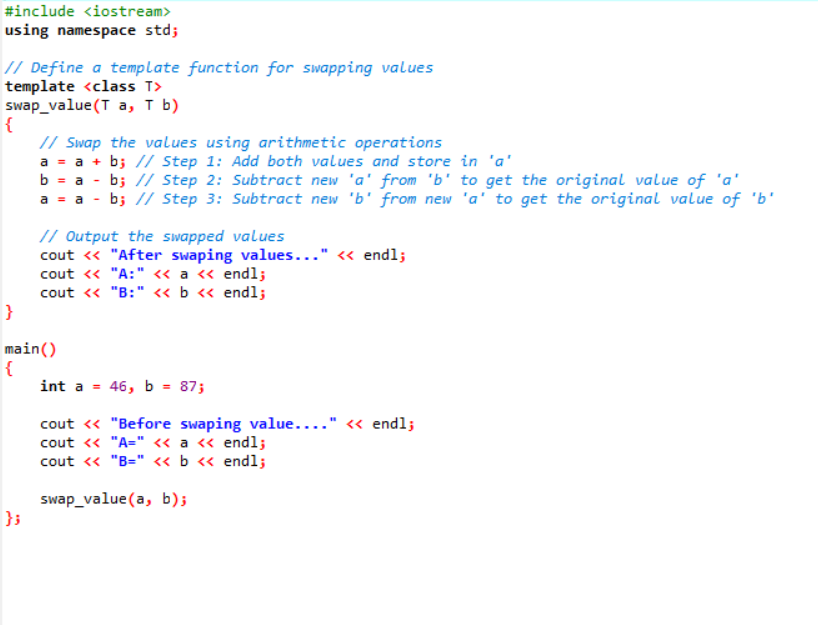 #include <iostream>
using namespace std;
// Define a template function for swapping values
template <class T>
swap_value(T a, T b)
{
    // Swap the values using arithmetic operations
    a = a + b; // Step 1: Add both values and store in 'a'
    b = a - b; // Step 2: Subtract new 'a' from 'b' to get the original value of 'a'
    a = a - b; // Step 3: Subtract new 'b' from new 'a' to get the original value of 'b'
    // Output the swapped values
    cout << "After swaping values..." << endl;
    cout << "A:" << a << endl;
    cout << "B:" << b << endl;
}
main()
{
    int a = 46, b = 87;
    cout << "Before swaping value...." << endl;
    cout << "A=" << a << endl;
    cout << "B=" << b << endl;
    swap_value(a, b);
};